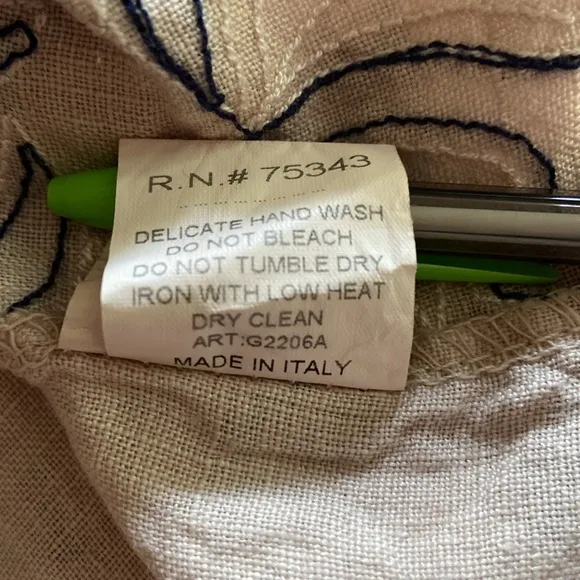 R.N.# 75343
DELICATE HAND WASH
DO NOT BLEACH
DO NOT TUMBLE DRY
IRON WITH LOW HEAT
DRY CLEAN
ART:G2206A
MADE IN ITALY